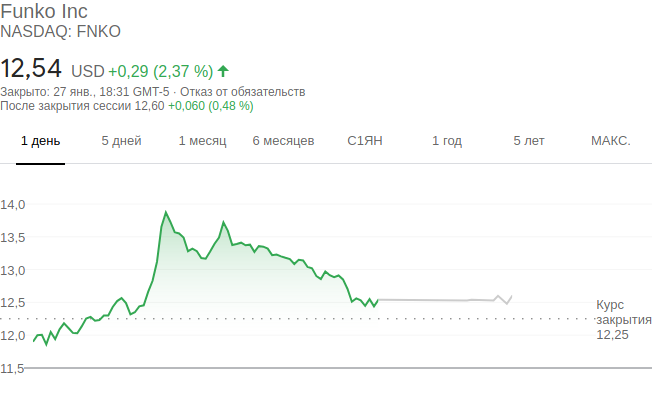 Funko Inc
NASDAQ: FNKO
12,54 USD +0,29 (2,37 %)
Закрыто: 27 янв., 18:31 GMT-5 · Отказ от обязательств
После закрытия сессии 12,60 +0,060 (0,48 %)
1 день 5 дней 1 месяц 6 месяцев С1ЯН 1 год 5 лет МАКС.
14,0
13,5
13,0
12,5
Курс
закрытия
12,25
12,0
11,5